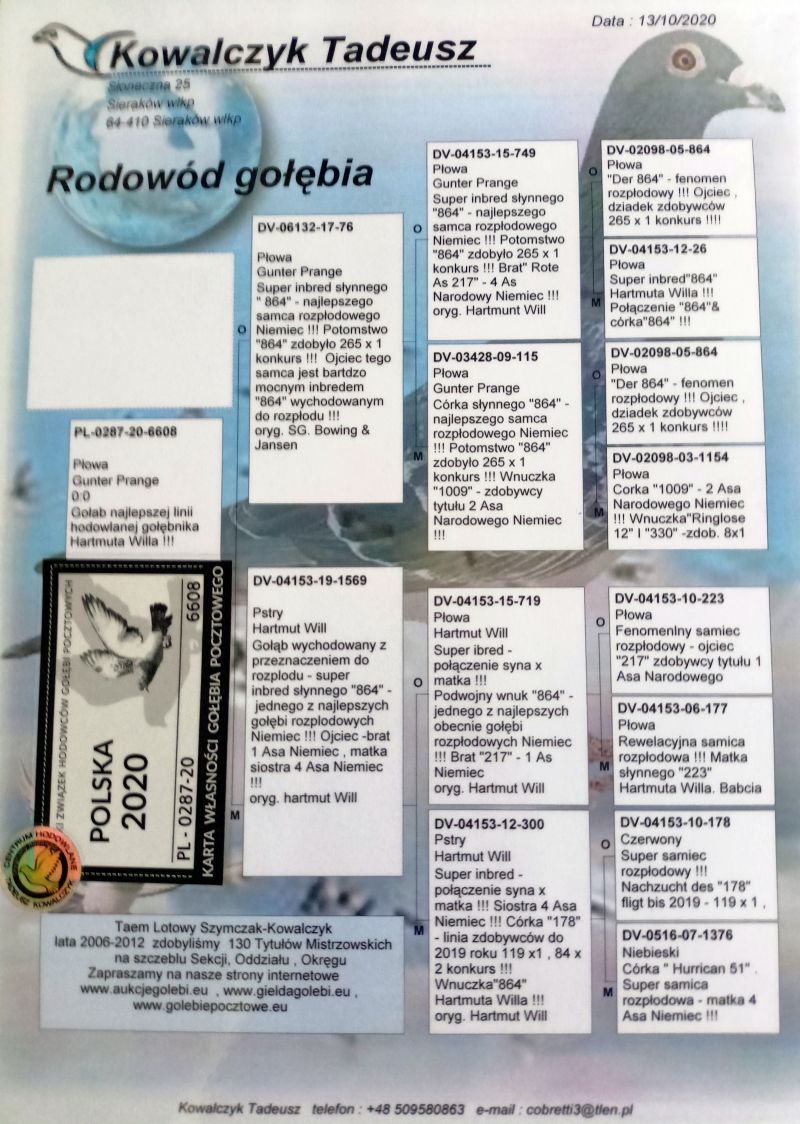 Data : 13/10/2020
Kowalczyk Tadeusz
Słoneczna 25
Sieraków wlkp
64-410 Sieraków wlkp
Rodowód gołębia
PL-0287-20-6608
Płowa
Gunter Prange
0:0
Gołab najlepszej linii
hodowlanej gołębnika
Hartmuta Willa !!!
O
DV-06132-17-76
Płowa
Gunter Prange
Super inbred słynnego
" 864" - najlepszego
samca rozpłodowego
Niemiec !!! Potomstwo
"864" zdobyło 265 x 1
konkurs !!!  Ojciec tego
samca jest bartdzo
mocnym inbredem
"864" wychodowanym
do rozpłodu !!!
oryg. SG. Bowing &
Jansen
M
DV-04153-19-1569
Pstry
Hartmut Will
Gołąb wychodowany z
przeznaczeniem do
rozpłodu - super
inbred słynnego "864" -
jednego z najlepszych
gołębi rozpłodowych
Niemiec !!! Ojciec -brat
1 Asa Niemiec , matka
siostra 4 Asa Niemiec
!!!
oryg. hartmut Will
O
DV-04153-15-749
Płowa
Gunter Prange
Super inbred słynnego
"864" - najlepszego
samca rozpłodowego
Niemiec !!! Potomstwo
"864" zdobyło 265 x 1
konkurs !!! Brat" Rote
As 217" - 4 As
Narodowy Niemiec !!!
oryg. Hartmunt Will
M
DV-03428-09-115
Płowa
Gunter Prange
Córka słynnego "864" -
najlepszego samca
rozpłodowego Niemiec
!!! Potomstwo "864"
zdobyło 265 x 1
konkurs !!! Wnuczka
"1009" - zdobywcy
tytułu 2 Asa
Narodowego Niemiec
!!!
O
DV-04153-15-719
Płowa
Hartmut Will
Super ibred -
połączenie syna x
matka !!!
Podwojny wnuk "864" -
jednego z najlepszych
obecnie gołębi
rozpłodowych Niemiec
!!! Brat "217" - 1 As
Niemiec
oryg. Hartmut Will
M
DV-04153-12-300
Pstry
Hartmut Will
Super inbred -
połączenie syna x
matka !!! Siostra 4 Asa
Niemiec !!! Córka "178"
- linia zdobywców do
2019 roku 119 x1 , 84 x
2 konkurs !!!
Wnuczka"864"
Hartmuta Willa !!!
oryg. Hartmut Will
O
DV-02098-05-864
Płowa
"Der 864" - fenomen
rozpłodowy !!! Ojciec ,
dziadek zdobywców
265 x 1 konkurs !!!!
M
DV-04153-12-26
Płowa
Super inbred"864"
Hartmuta Willa !!!
Połączenie "864"&
córka"864" !!!
O
DV-02098-05-864
Płowa
"Der 864" - fenomen
rozpłodowy !!! Ojciec ,
dziadek zdobywców
265 x 1 konkurs !!!!
M
DV-02098-03-1154
Płowa
Corka "1009" - 2 Asa
Narodowego Niemiec
!!! Wnuczka"Ringlose
12" I "330" -zdob. 8x1
O
DV-04153-10-223
Płowa
Fenomenlny samiec
rozpłodowy - ojciec
"217" zdobywcy tytułu 1
Asa Narodowego
M
DV-04153-06-177
Płowa
Rewelacyjna samica
rozpłodowa !!! Matka
słynnego "223"
Hartmuta Willa. Babcia
O
DV-04153-10-178
Czerwony
Super samiec
rozpłodowy !!!
Nachzucht des "178"
fligt bis 2019 - 119 x 1 ,
M
DV-0516-07-1376
Niebieski
Córka " Hurrican 51" .
Super samica
rozpłodowa - matka 4
Asa Niemiec !!!
KI ZWIĄZEK HODOWCÓW GOŁĘBI POCZTOWYCH
POLSKA
2020
PL - 0287-20
6608
KARTA WŁASNOŚCI GOŁĘBIA POCZTOWEGO
CENTRUM HODOWLANE
TADEUSZ KOWALCZYK
Taem Lotowy Szymczak-Kowalczyk
lata 2006-2012  zdobyliśmy  130 Tytułów Mistrzowskich
na szczeblu Sekcji, Oddziału , Okręgu
Zapraszamy na nasze strony internetowe
www.aukcjegolebi.eu  , www.gieldagolebi.eu ,
www.golebiepocztowe.eu
Kowalczyk Tadeusz   telefon : +48 509580863   e-mail : cobretti3@tlen.pl